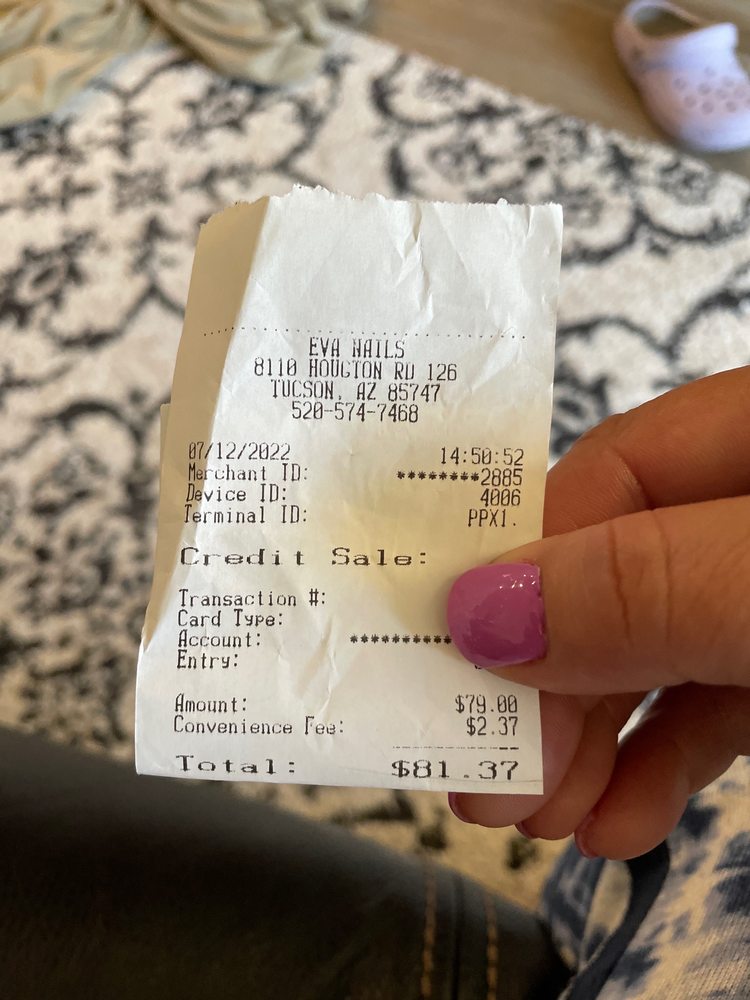 EVA NAILS
8110 HOUGTON RD 126
TUCSON, AZ 85747
520-574-7468
07/12/2022 14:50:52
Merchant ID: ********2885
Device ID: 4006
Terminal ID: PPX1.
Credit Sale:
Transaction #:
Card Type:
Account: ***********
Entry:
Amount: $79.00
Convenience Fee: $2.37
Total: $81.37